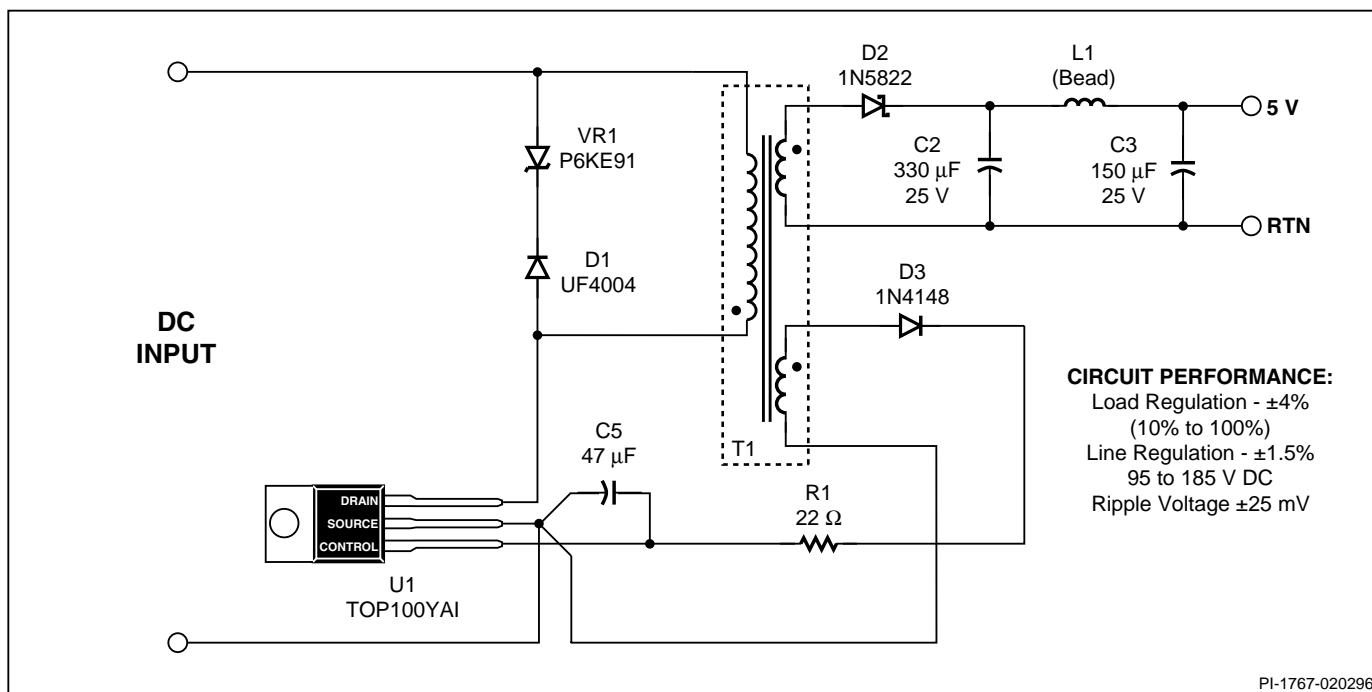 D2
1N5822
L1
(Bead)
5 V
VR1
P6KE91
C2
330 μF
25 V
C3
150 μF
25 V
RTN
D1
UF4004
D3
1N4148
DC
INPUT
CIRCUIT PERFORMANCE:
Load Regulation - ±4%
(10% to 100%)
Line Regulation - ±1.5%
95 to 185 V DC
Ripple Voltage ±25 mV
T1
C5
47 μF
R1
22 Ω
DRAIN
SOURCE
CONTROL
U1
TOP100YAI
PI-1767-020296